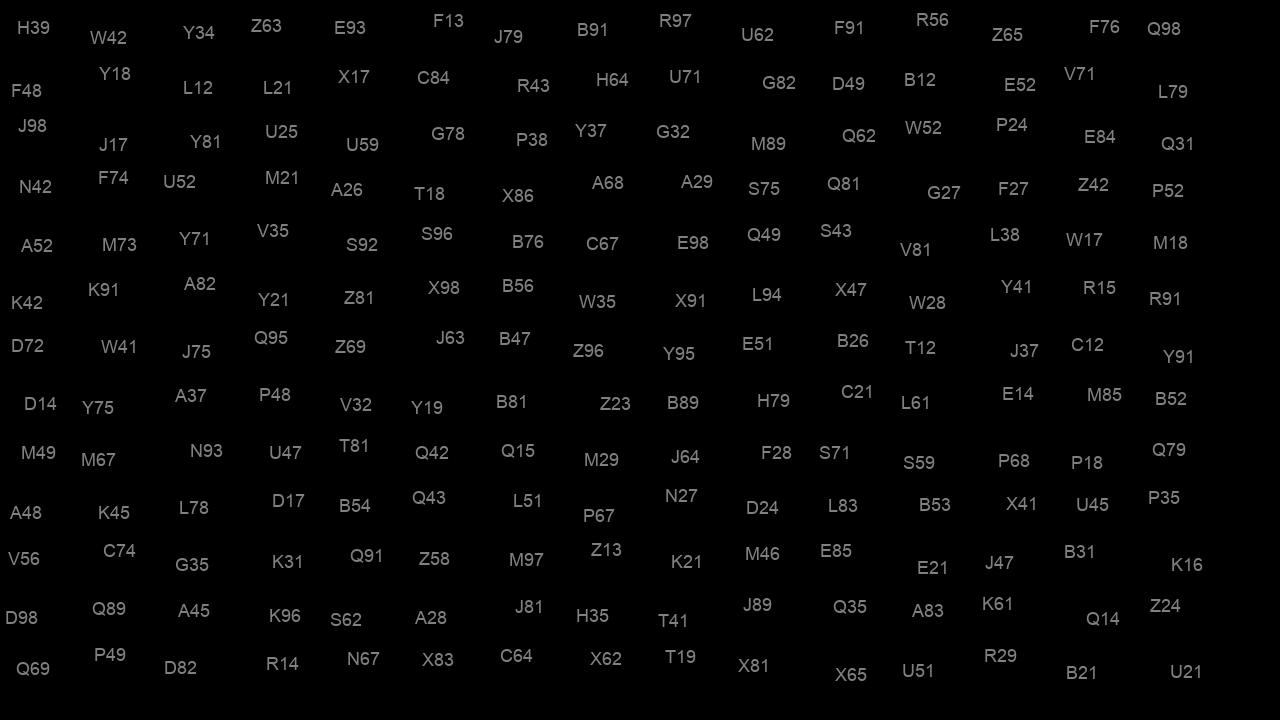 H39 W42 Y34 Z63 E93 F13 J79 B91 R97 U62 F91 R56 Z65 F76 Q98
F48 Y18 L12 L21 X17 C84 R43 H64 U71 G82 D49 B12 E52 V71 L79
J98 J17 Y81 U25 U59 G78 P38 Y37 G32 M89 Q62 W52 P24 E84 Q31
N42 F74 U52 M21 A26 T18 X86 A68 A29 S75 Q81 G27 F27 Z42 P52
A52 M73 Y71 V35 S92 S96 B76 C67 E98 Q49 S43 V81 L38 W17 M18
K42 K91 A82 Y21 Z81 X98 B56 W35 X91 L94 X47 W28 Y41 R15 R91
D72 W41 J75 Q95 Z69 J63 B47 Z96 Y95 E51 B26 T12 J37 C12 Y91
D14 Y75 A37 P48 V32 Y19 B81 Z23 B89 H79 C21 L61 E14 M85 B52
M49 M67 N93 U47 T81 Q42 Q15 M29 J64 F28 S71 S59 P68 P18 Q79
A48 K45 L78 D17 B54 Q43 L51 P67 N27 D24 L83 B53 X41 U45 P35
V56 C74 G35 K31 Q91 Z58 M97 Z13 K21 M46 E85 E21 J47 B31 K16
D98 Q89 A45 K96 S62 A28 J81 H35 T41 J89 Q35 A83 K61 Q14 Z24
Q69 P49 D82 R14 N67 X83 C64 X62 T19 X81 X65 U51 R29 B21 U21